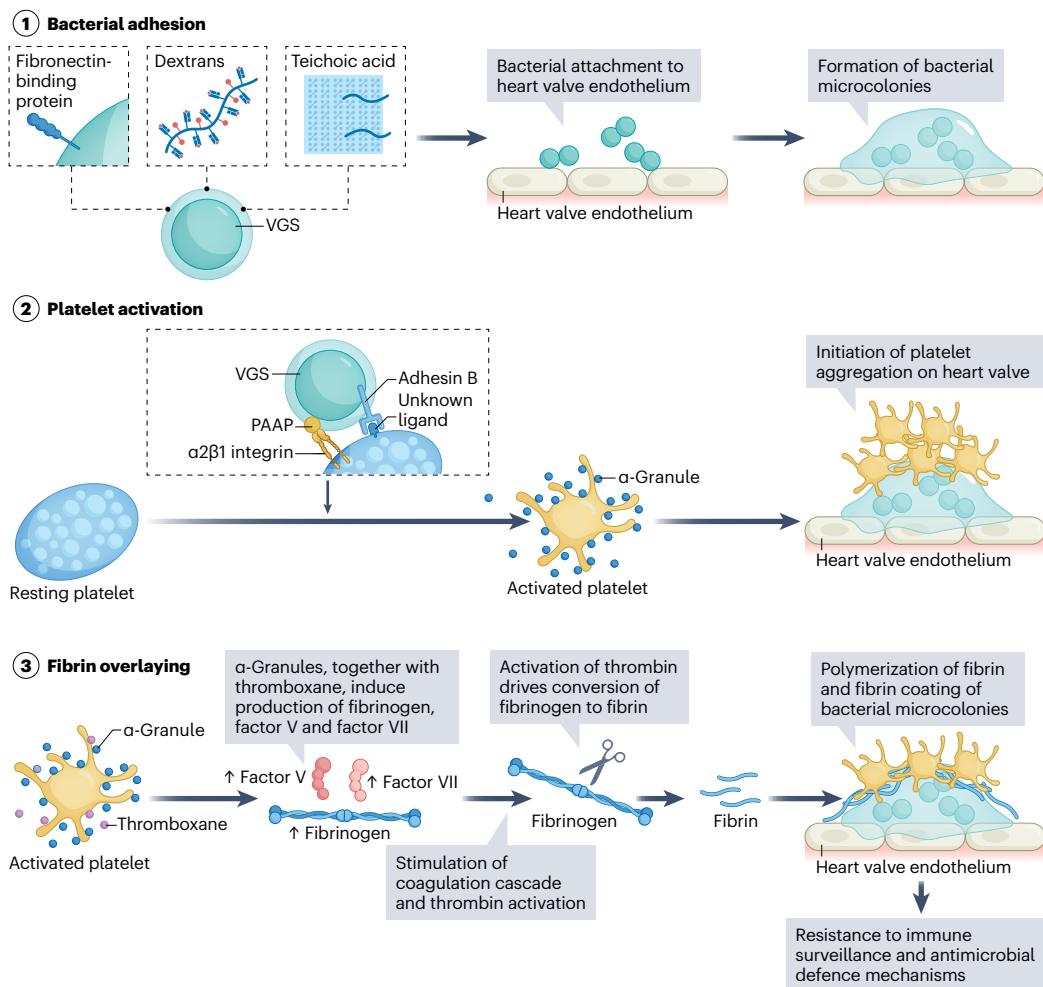 1 Bacterial adhesion
Fibronectin-
binding
protein
Dextrans
Teichoic acid
VGS
Bacterial attachment to
heart valve endothelium
Heart valve endothelium
Formation of bacterial
microcolonies
2 Platelet activation
VGS
Adhesin B
Unknown
ligand
PAAP
α2β1 integrin
Resting platelet
α-Granule
Activated platelet
Initiation of platelet
aggregation on heart valve
Heart valve endothelium
3 Fibrin overlaying
α-Granule
Thromboxane
Activated platelet
α-Granules, together with
thromboxane, induce
production of fibrinogen,
factor V and factor VII
↑ Factor V
↑ Factor VII
↑ Fibrinogen
Stimulation of
coagulation cascade
and thrombin activation
Activation of thrombin
drives conversion of
fibrinogen to fibrin
Fibrinogen
Fibrin
Polymerization of fibrin
and fibrin coating of
bacterial microcolonies
Heart valve endothelium
Resistance to immune
surveillance and antimicrobial
defence mechanisms